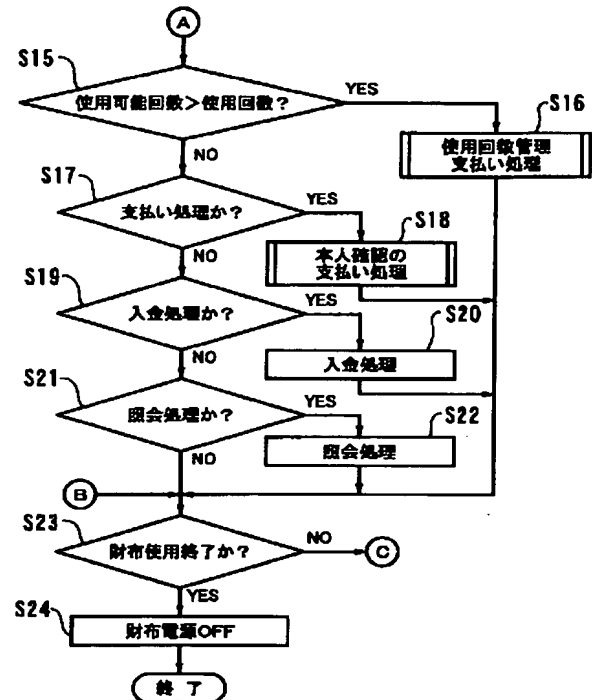 A
S15
使用可能回数＞使用回数？
YES
S16
使用回数管理
支払い処理
NO
S17
支払い処理か？
YES
S18
本人確認の
支払い処理
NO
S19
入金処理か？
YES
S20
入金処理
NO
S21
照会処理か？
YES
S22
照会処理
NO
B
S23
財布使用終了か？
NO
C
YES
S24
財布電源OFF
終 了